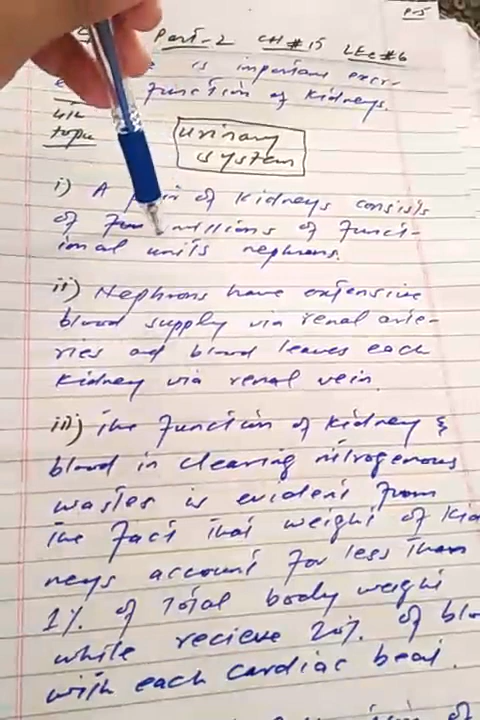 P-5
Part-2 CH#15 LEc#6
is important excr-
function of kidneys.
4th
topic
urinary
system
i) A pair of kidneys consists
of millions of funct-
ional units nephrons.
ii) Nephrons have extensive
blood supply via renal arte-
ries and blood leaves each
kidney via renal vein.
iii) The function of kidney &
blood in clearing nitrogenous
wastes is evident from
the fact that weight of kid
neys account for less than
1% of total body weight
while recieve 20% of blo
with each cardiac beat.
of